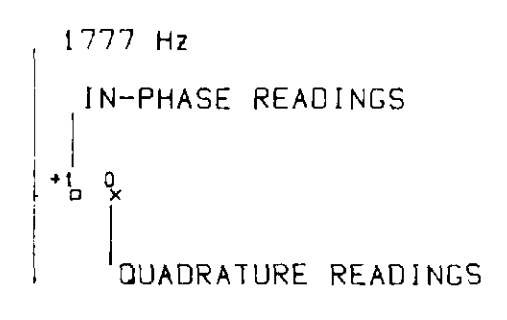 1777 Hz
IN-PHASE READINGS
+1 0
QUADRATURE READINGS